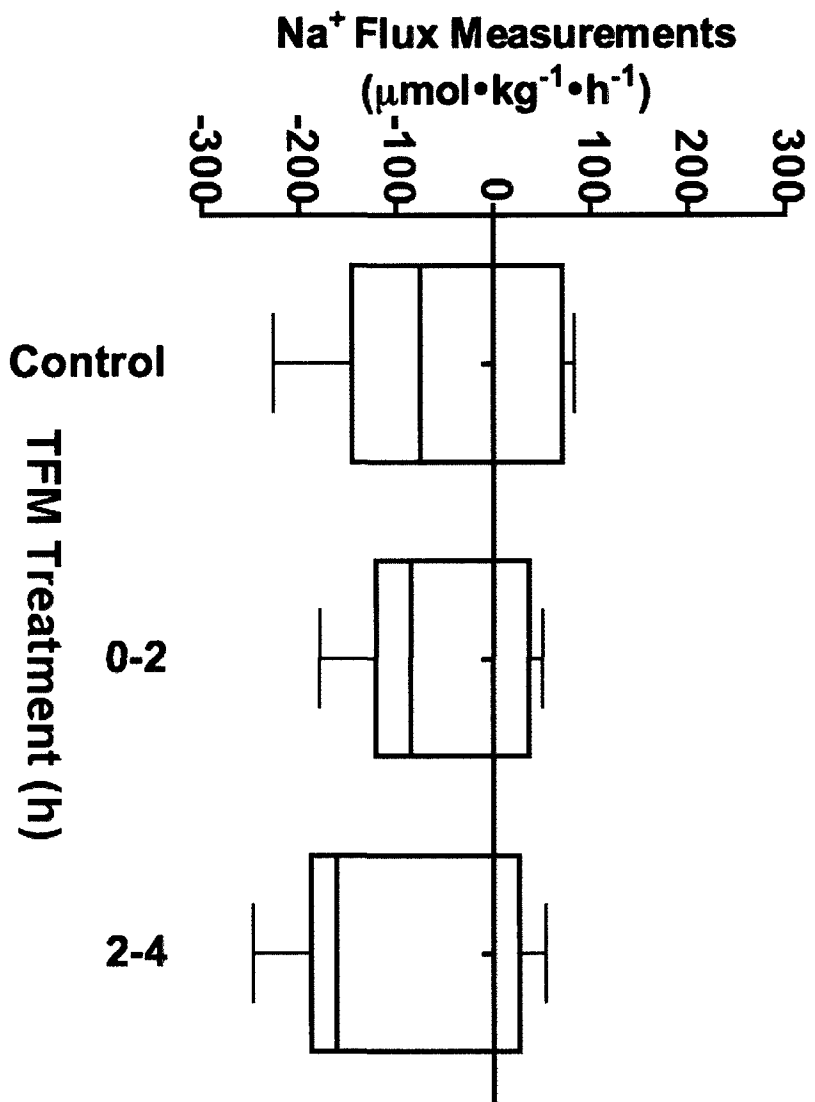 Na⁺ Flux Measurements
(µmol•kg⁻¹•h⁻¹)
-300
-200
-100
0
100
200
300
Control
0-2
2-4
TFM Treatment (h)